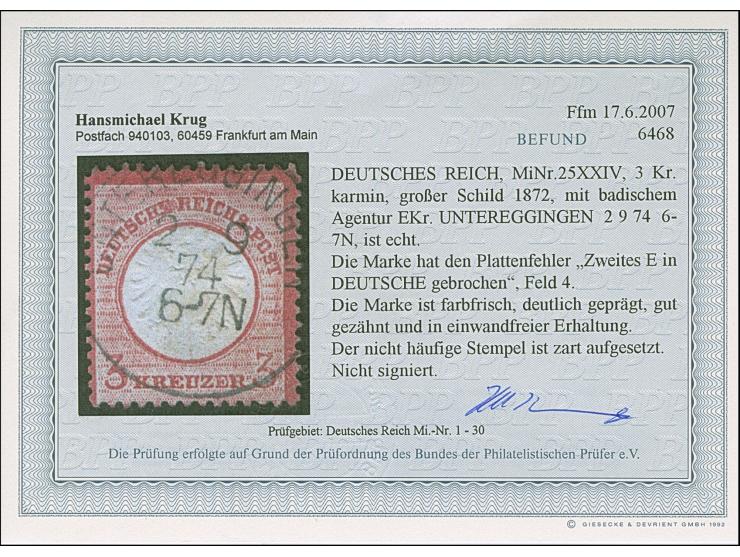 Hansmichael Krug
Postfach 940103, 60459 Frankfurt am Main
Ffm 17.6.2007
BEFUND 6468
DEUTSCHES REICH, MiNr.25XXIV, 3 Kr.
karmin, großer Schild 1872, mit badischem
Agentur EKr. UNTEREGGINGEN 2 9 74 6-
7N, ist echt.
Die Marke hat den Plattenfehler „Zweites E in
DEUTSCHE gebrochen“, Feld 4.
Die Marke ist farbfrisch, deutlich geprägt, gut
gezähnt und in einwandfreier Erhaltung.
Der nicht häufige Stempel ist zart aufgesetzt.
Nicht signiert.
DEUTSCHE REICHS-POST
2 9
74
6-7N
3 KREUZER 3
Prüfgebiet: Deutsches Reich Mi.-Nr. 1 - 30
Die Prüfung erfolgte auf Grund der Prüfordnung des Bundes der Philatelistischen Prüfer e.V.
© GIESECKE & DEVRIENT GMBH 1992